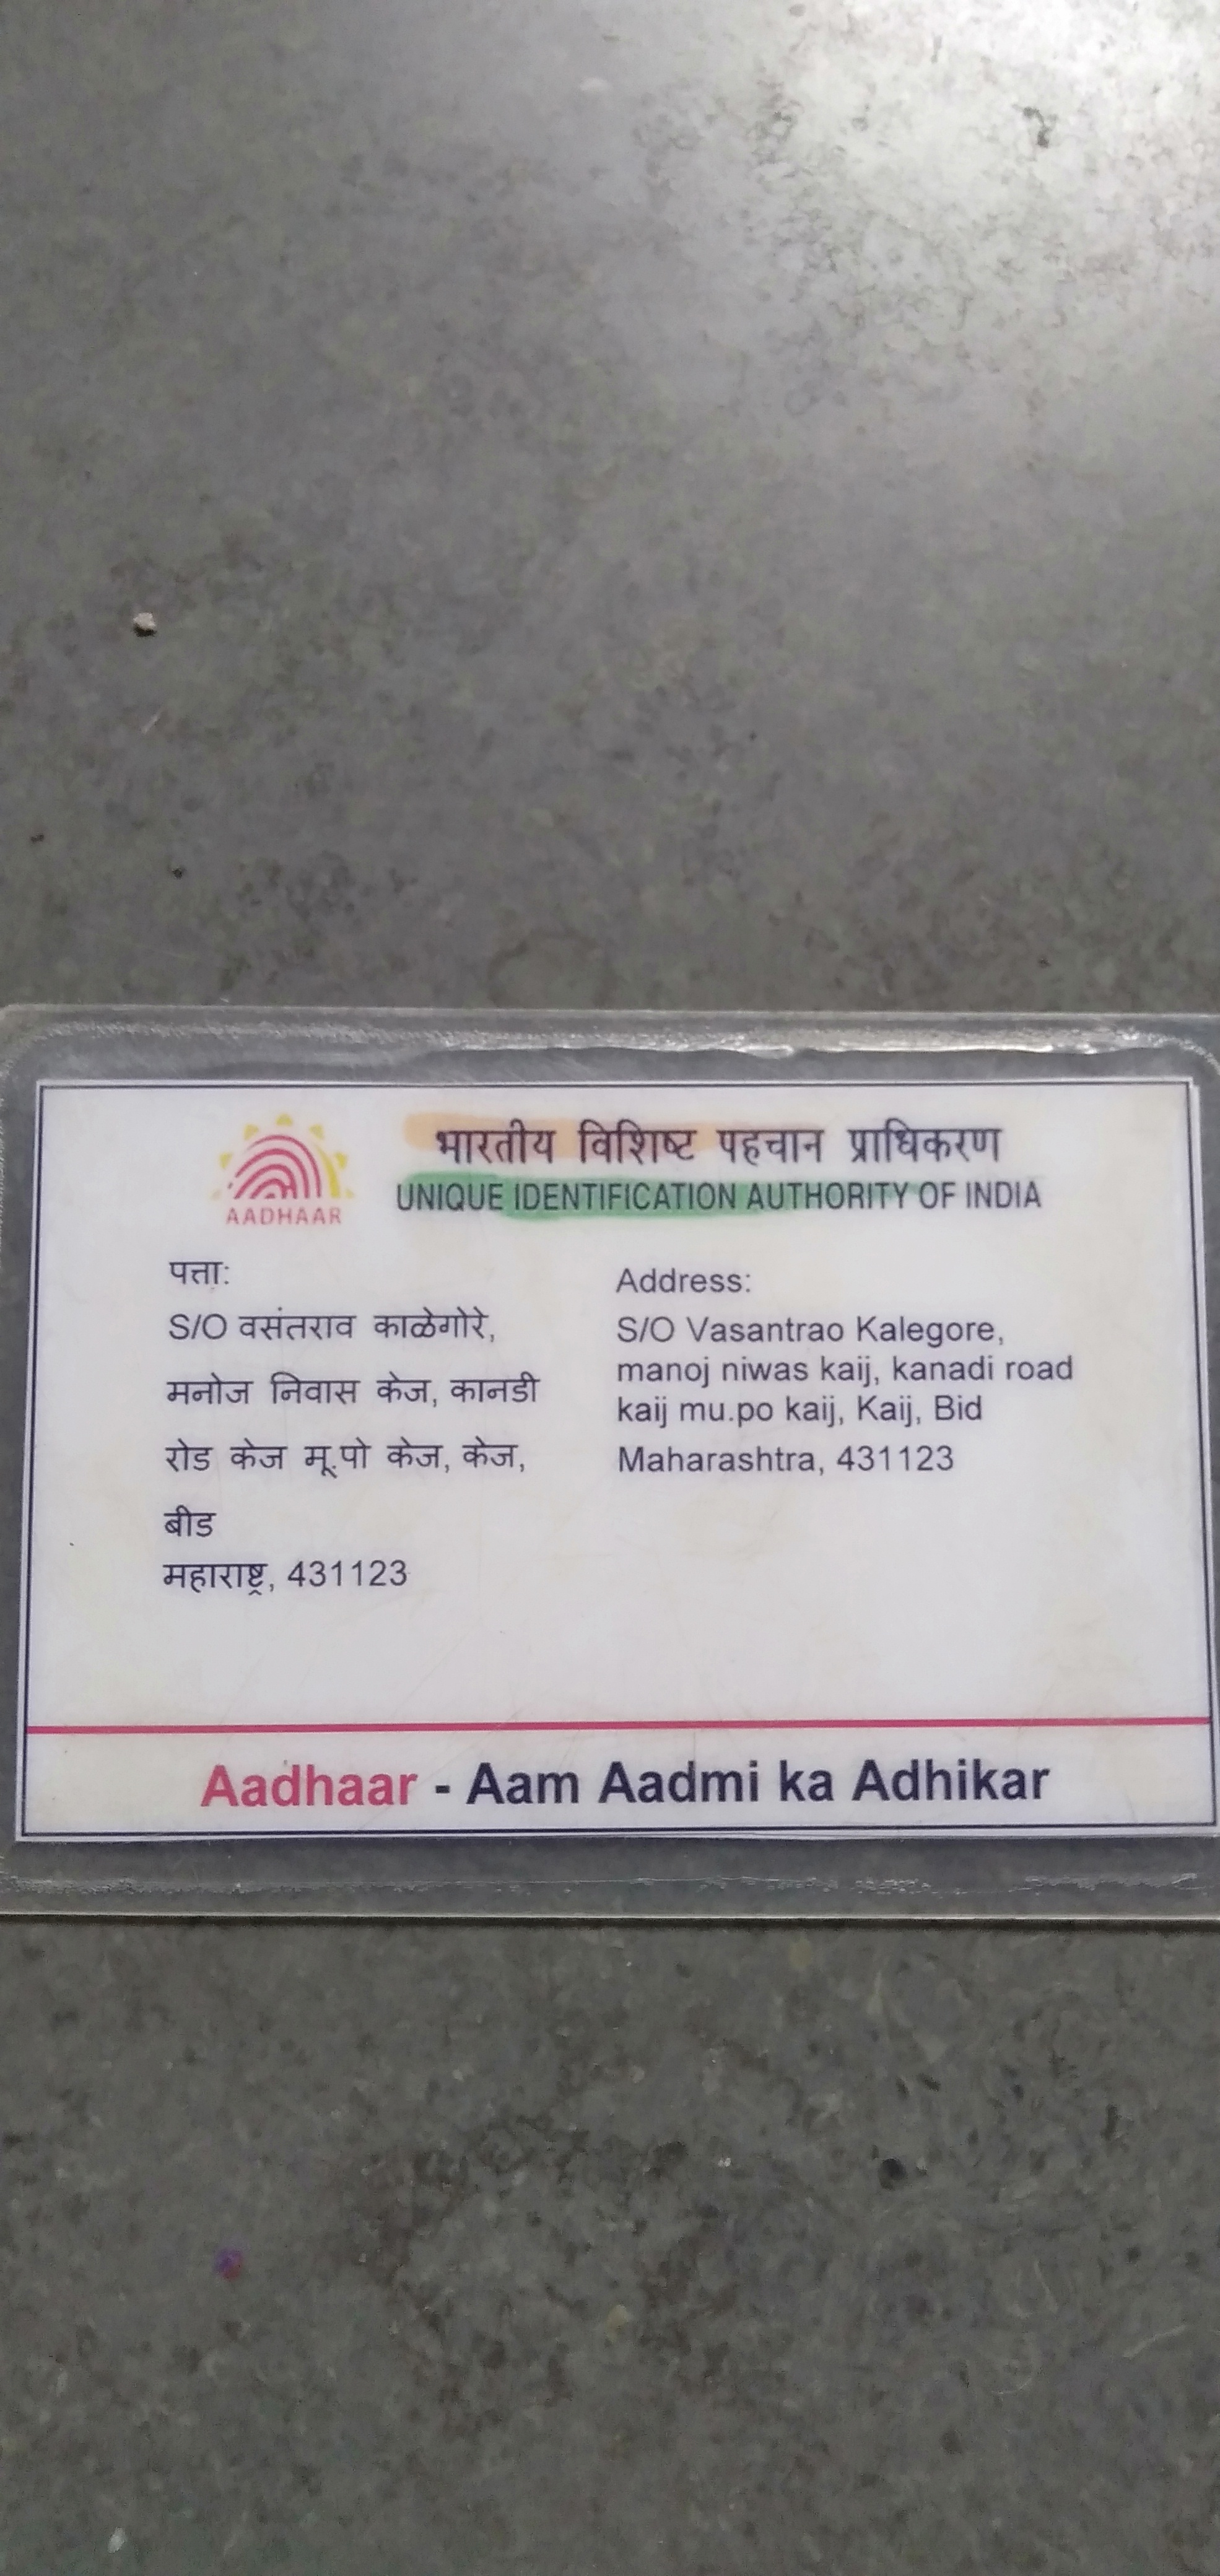 भारतीय विशिष्ट पहचान प्राधिकरण
UNIQUE IDENTIFICATION AUTHORITY OF INDIA
AADHAAR
पत्ता:
S/O वसंतराव काळेगोरे,
मनोज निवास केज, कानडी
रोड केज मू.पो केज, केज,
बीड
महाराष्ट्र, 431123
Address:
S/O Vasantrao Kalegore,
manoj niwas kaij, kanadi road
kaij mu.po kaij, Kaij, Bid
Maharashtra, 431123
Aadhaar - Aam Aadmi ka Adhikar